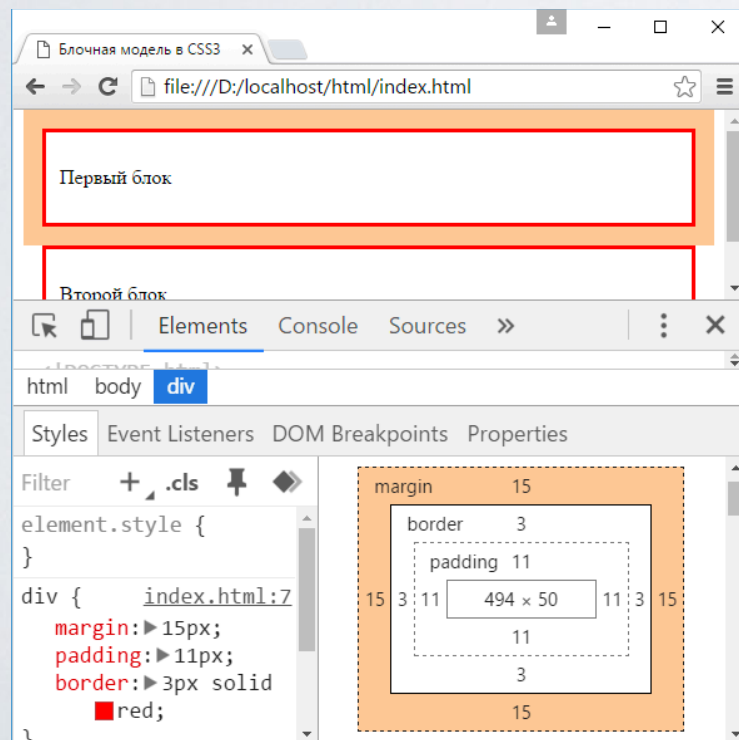 Блочная модель в CSS3
file:///D:/localhost/html/index.html
Первый блок
Второй блок
Elements Console Sources »
<!DOCTYPE html>
html body div
Styles Event Listeners DOM Breakpoints Properties
Filter + .cls
element.style {
}
div { index.html:7
margin: 15px;
padding: 11px;
border: 3px solid
red;
}
margin 15
border 3
padding 11
15 3 11 494 × 50 11 3 15
11
3
15